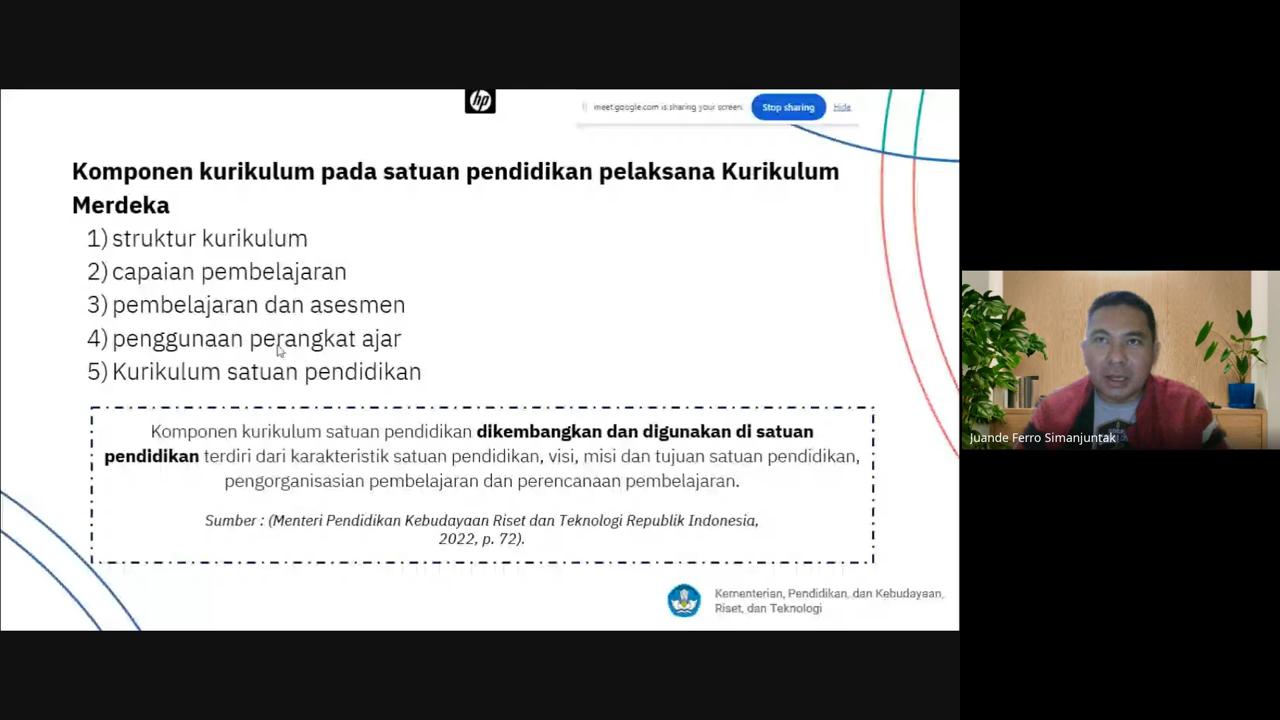 hp
meet.google.com is sharing your screen.
Stop sharing
Hide
Komponen kurikulum pada satuan pendidikan pelaksana Kurikulum
Merdeka
1) struktur kurikulum
2) capaian pembelajaran
3) pembelajaran dan asesmen
4) penggunaan perangkat ajar
5) Kurikulum satuan pendidikan
Komponen kurikulum satuan pendidikan dikembangkan dan digunakan di satuan
pendidikan terdiri dari karakteristik satuan pendidikan, visi, misi dan tujuan satuan pendidikan,
pengorganisasian pembelajaran dan perencanaan pembelajaran.
Sumber : (Menteri Pendidikan Kebudayaan Riset dan Teknologi Republik Indonesia,
2022, p. 72).
Kementerian, Pendidikan, dan Kebudayaan,
Riset, dan Teknologi
Juande Ferro Simanjuntak